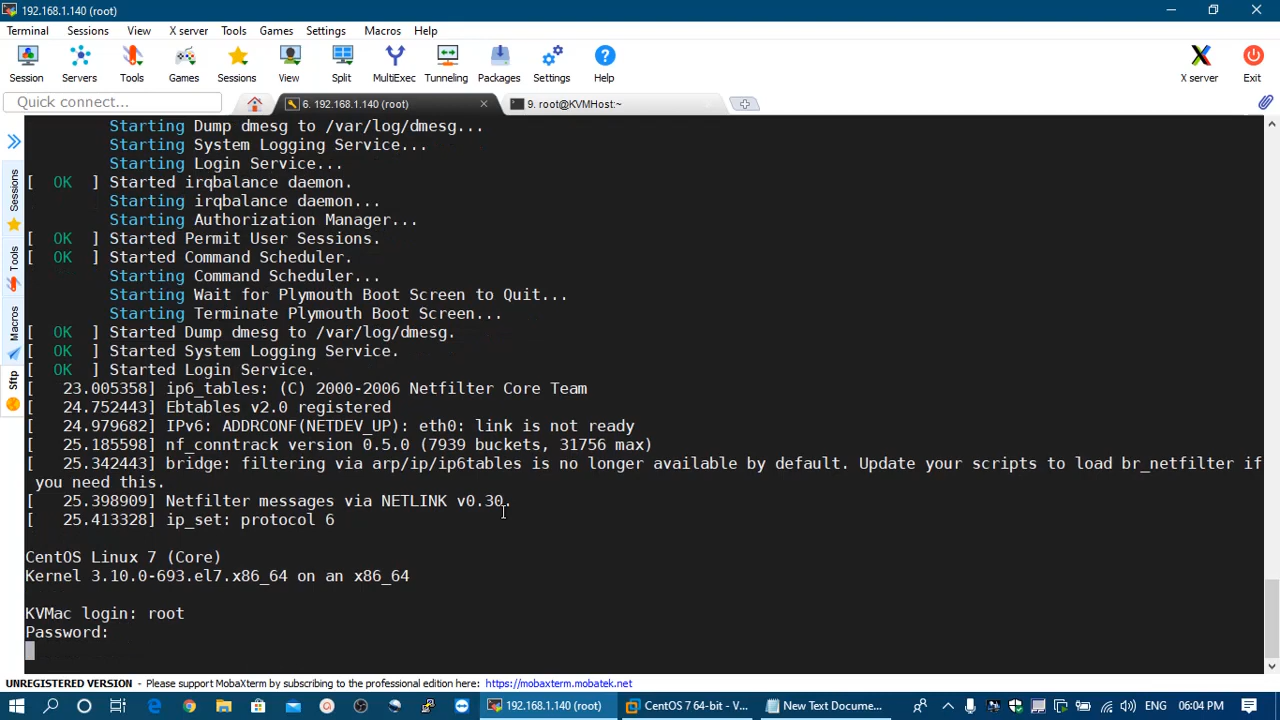 192.168.1.140 (root)
Terminal Sessions View X server Tools Games Settings Macros Help
Session Servers Tools Games Sessions View Split MultiExec Tunneling Packages Settings Help X server Exit
Quick connect... 6. 192.168.1.140 (root) 9. root@KVMHost:~
Sessions
Tools
Macros
Sftp
Starting Dump dmesg to /var/log/dmesg...
Starting System Logging Service...
Starting Login Service...
[ OK ] Started irqbalance daemon.
Starting irqbalance daemon...
Starting Authorization Manager...
[ OK ] Started Permit User Sessions.
[ OK ] Started Command Scheduler.
Starting Command Scheduler...
Starting Wait for Plymouth Boot Screen to Quit...
Starting Terminate Plymouth Boot Screen...
[ OK ] Started Dump dmesg to /var/log/dmesg.
[ OK ] Started System Logging Service.
[ OK ] Started Login Service.
[ 23.005358] ip6_tables: (C) 2000-2006 Netfilter Core Team
[ 24.752443] Ebtables v2.0 registered
[ 24.979682] IPv6: ADDRCONF(NETDEV_UP): eth0: link is not ready
[ 25.185598] nf_conntrack version 0.5.0 (7939 buckets, 31756 max)
[ 25.342443] bridge: filtering via arp/ip/ip6tables is no longer available by default. Update your scripts to load br_netfilter if
you need this.
[ 25.398909] Netfilter messages via NETLINK v0.30.
[ 25.413328] ip_set: protocol 6
CentOS Linux 7 (Core)
Kernel 3.10.0-693.el7.x86_64 on an x86_64
KVMac login: root
Password:
UNREGISTERED VERSION - Please support MobaXterm by subscribing to the professional edition here: https://mobaxterm.mobatek.net
192.168.1.140 (root) CentOS 7 64-bit - V... New Text Documen... 06:04 PM